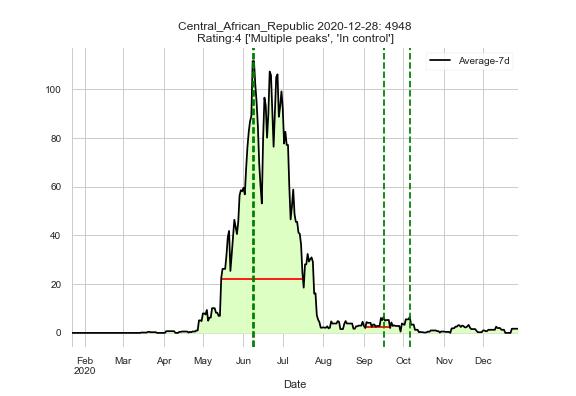 Central_African_Republic 2020-12-28: 4948
Rating:4 ['Multiple peaks', 'In control']
Average-7d
100
80
60
40
20
0
Feb Mar Apr May Jun Jul Aug Sep Oct Nov Dec
2020
Date